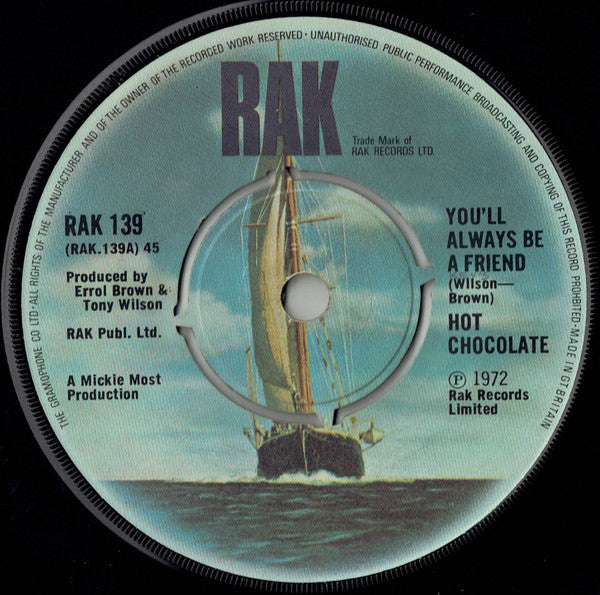 THE GRAMOPHONE CO LTD·ALL RIGHTS OF THE MANUFACTURER AND OF THE OWNER OF THE RECORDED WORK RESERVED·UNAUTHORISED PUBLIC PERFORMANCE BROADCASTING AND COPYING OF THIS RECORD PROHIBITED·MADE IN GT.BRITAIN
RAK
Trade Mark of
RAK RECORDS LTD.
RAK 139
(RAK.139A) 45
Produced by
Errol Brown &
Tony Wilson
RAK Publ. Ltd.
A Mickie Most
Production
YOU'LL
ALWAYS BE
A FRIEND
(Wilson—
Brown)
HOT
CHOCOLATE
Ⓟ 1972
Rak Records
Limited